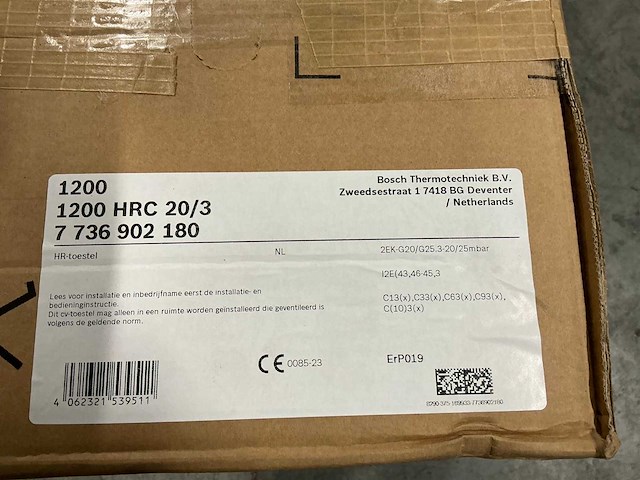 1200
1200 HRC 20/3
7 736 902 180
Bosch Thermotechniek B.V.
Zweedsestraat 1 7418 BG Deventer
/ Netherlands
HR-toestel NL 2EK-G20/G25.3-20/25mbar
I2E(43,46-45,3
Lees voor installatie en inbedrijfname eerst de installatie- en
bedieninginstructie.
Dit cv-toestel mag alleen in een ruimte worden geinstalleerd die geventileerd is
volgens de geldende norm.
C13(x),C33(x),C63(x),C93(x),
C(10)3(x)
CE 0085-23
ErP019
4 062321 539511